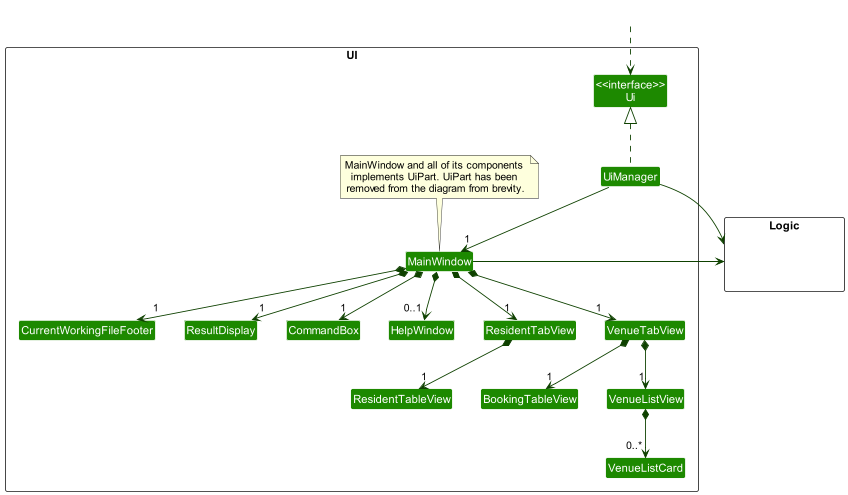 UI
<<interface>>
Ui
MainWindow and all of its components
implements UiPart. UiPart has been
removed from the diagram from brevity.
UiManager
Logic
1
MainWindow
1
1
1
0..1
1
1
CurrentWorkingFileFooter
ResultDisplay
CommandBox
HelpWindow
ResidentTabView
VenueTabView
1
1
1
ResidentTableView
BookingTableView
VenueListView
0..*
VenueListCard